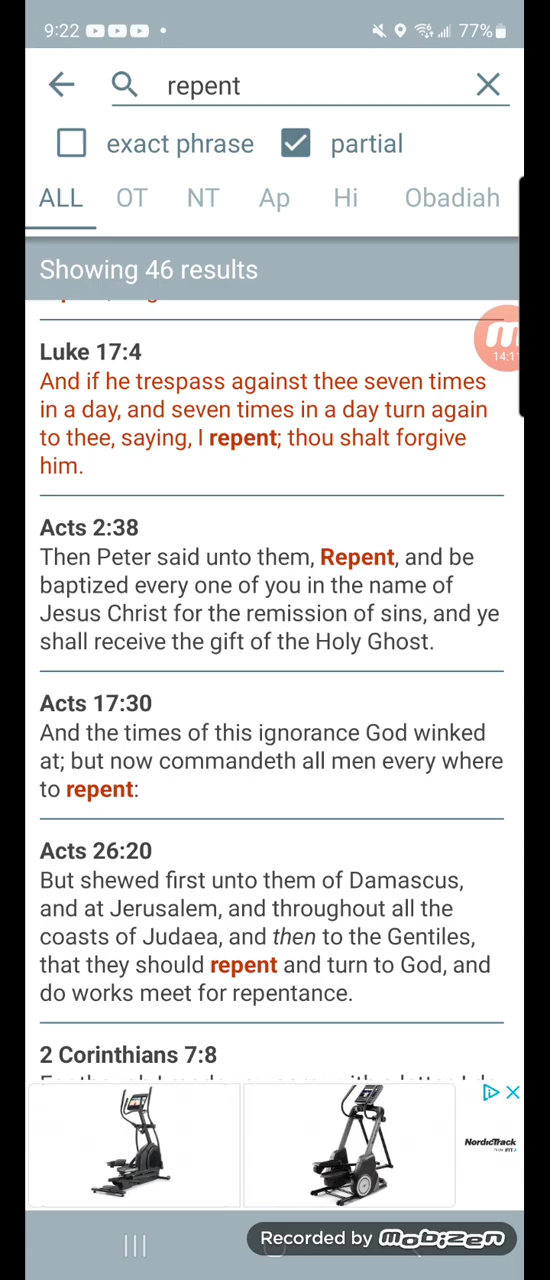 9:22
77%
repent
exact phrase partial
ALL OT NT Ap Hi Obadiah
Showing 46 results
14:1
Luke 17:4
And if he trespass against thee seven times
in a day, and seven times in a day turn again
to thee, saying, I repent; thou shalt forgive
him.
Acts 2:38
Then Peter said unto them, Repent, and be
baptized every one of you in the name of
Jesus Christ for the remission of sins, and ye
shall receive the gift of the Holy Ghost.
Acts 17:30
And the times of this ignorance God winked
at; but now commandeth all men every where
to repent:
Acts 26:20
But shewed first unto them of Damascus,
and at Jerusalem, and throughout all the
coasts of Judaea, and then to the Gentiles,
that they should repent and turn to God, and
do works meet for repentance.
2 Corinthians 7:8
NordicTrack
Recorded by Mobizen